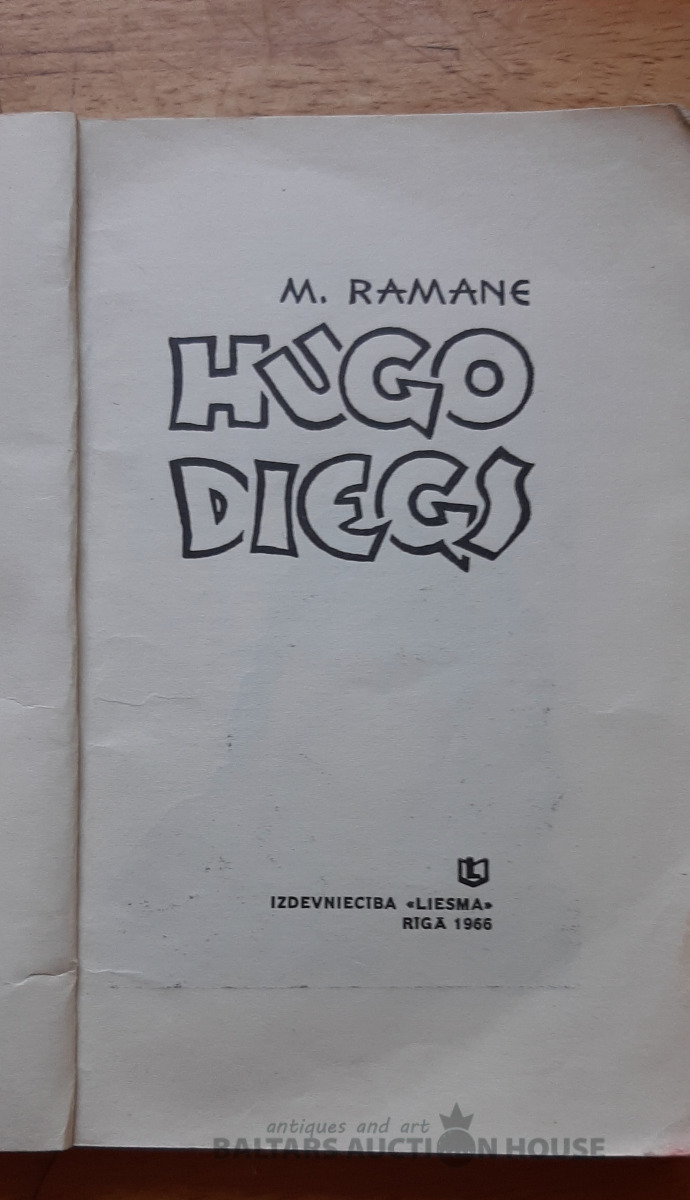 M. RAMANE
HUGO
DIEGS
L
IZDEVNIECĪBA «LIESMA»
RĪGĀ 1966
antiques and art
BALTARS AUCTION HOUSE